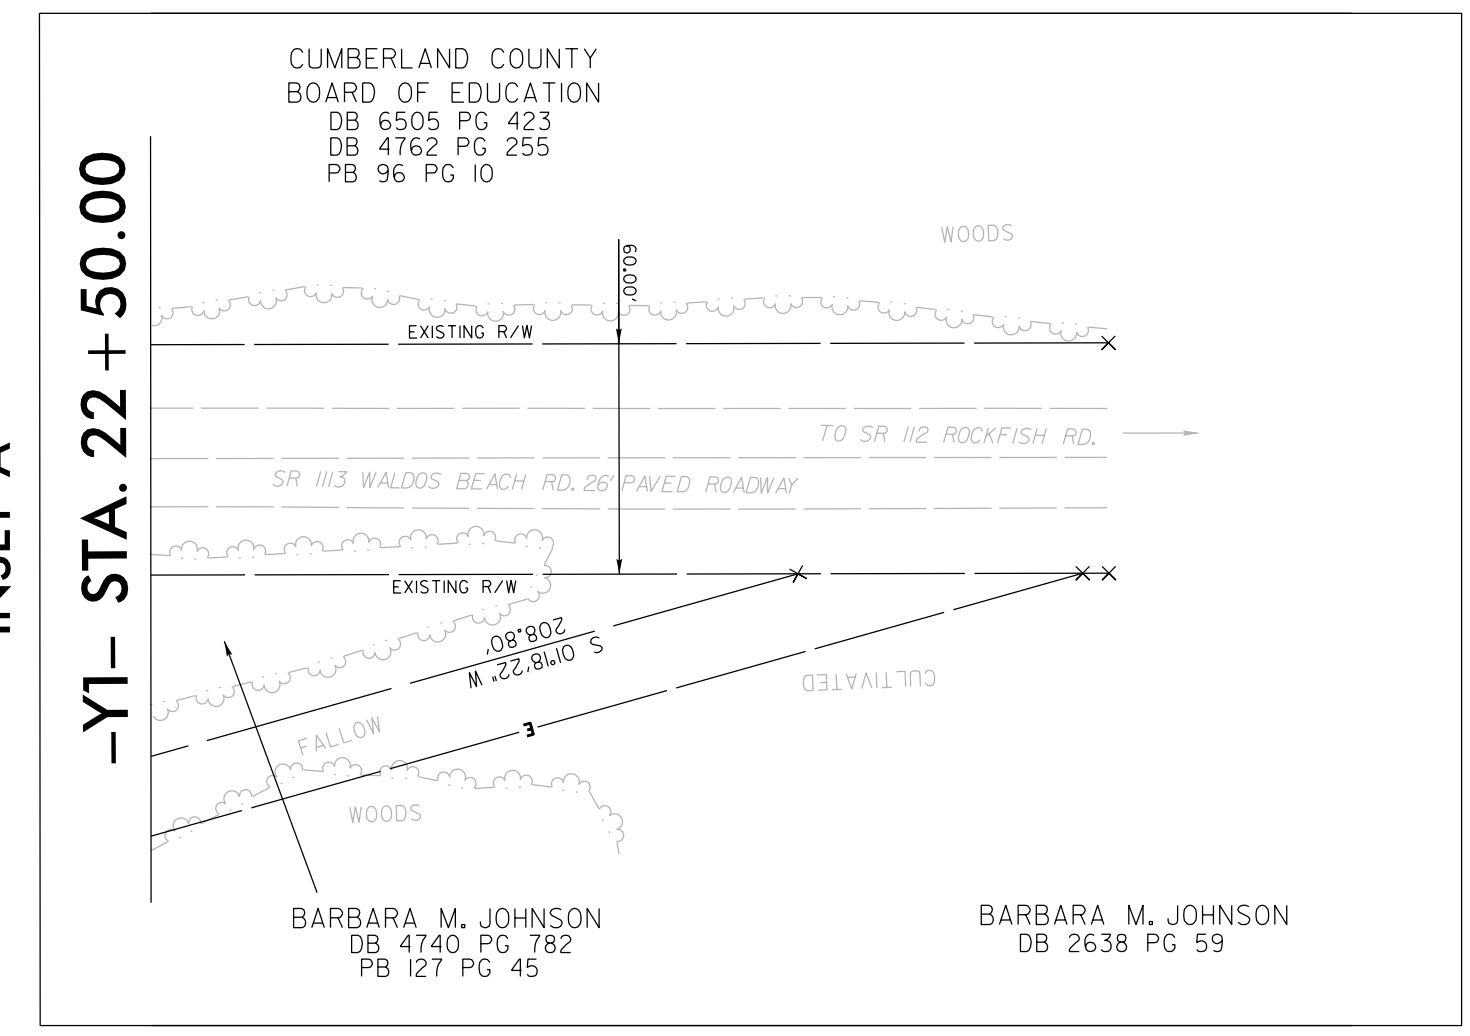 CUMBERLAND COUNTY
BOARD OF EDUCATION
DB 6505 PG 423
DB 4762 PG 255
PB 96 PG 10
-Y1- STA. 22+50.00
WOODS
60.00'
EXISTING R/W
TO SR 112 ROCKFISH RD.
SR 1113 WALDOS BEACH RD. 26' PAVED ROADWAY
EXISTING R/W
S 01°18'22" W
208.80'
CULTIVATED
FALLOW
E
WOODS
BARBARA M. JOHNSON
DB 4740 PG 782
PB 127 PG 45
BARBARA M. JOHNSON
DB 2638 PG 59